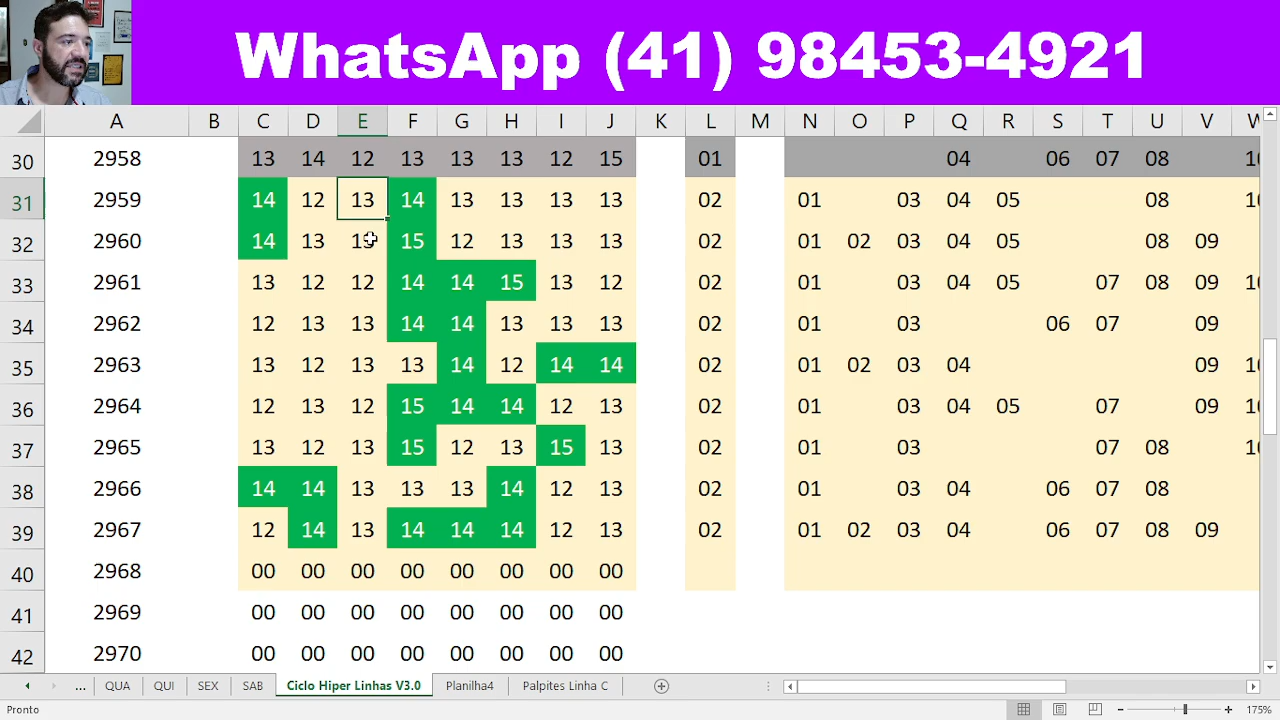 WhatsApp (41) 98453-4921
A B C D E F G H I J K L M N O P Q R S T U V W
30 2958 13 14 12 13 13 13 12 15 01 04 06 07 08 10
31 2959 14 12 13 14 13 13 13 13 02 01 03 04 05 08 10
32 2960 14 13 13 15 12 13 13 13 02 01 02 03 04 05 08 09
33 2961 13 12 12 14 14 15 13 12 02 01 03 04 05 07 08 09 10
34 2962 12 13 13 14 14 13 13 13 02 01 03 06 07 09
35 2963 13 12 13 13 14 12 14 14 02 01 02 03 04 09 10
36 2964 12 13 12 15 14 14 12 13 02 01 03 04 05 07 09 10
37 2965 13 12 13 15 12 13 15 13 02 01 03 07 08 10
38 2966 14 14 13 13 13 14 12 13 02 01 03 04 06 07 08
39 2967 12 14 13 14 14 14 12 13 02 01 02 03 04 06 07 08 09
40 2968 00 00 00 00 00 00 00 00
41 2969 00 00 00 00 00 00 00 00
42 2970 00 00 00 00 00 00 00 00
... QUA QUI SEX SAB Ciclo Hiper Linhas V3.0 Planilha4 Palpites Linha C
Pronto 175%